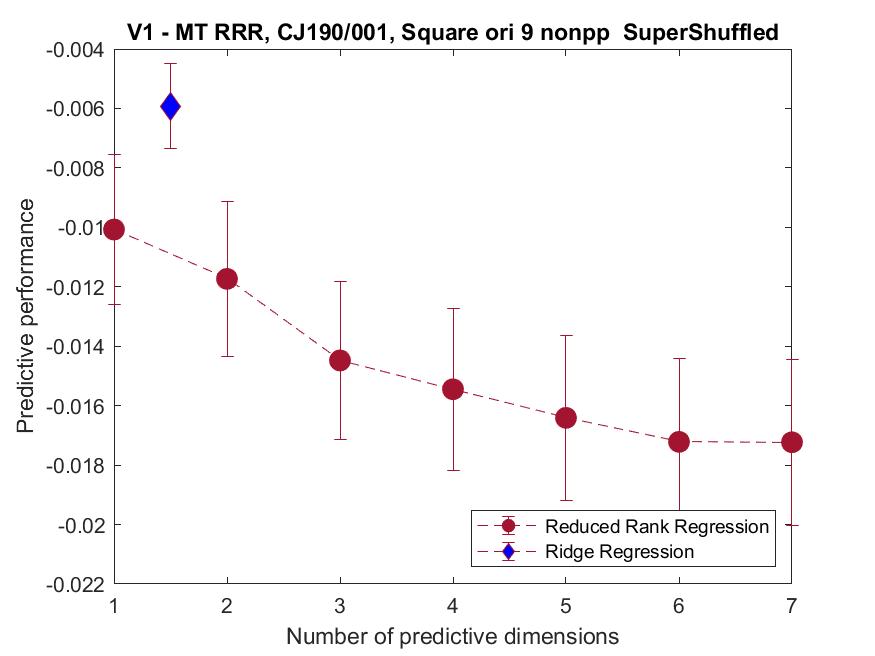 V1 - MT RRR, CJ190/001, Square ori 9 nonpp  SuperShuffled
-0.004
-0.006
-0.008
-0.01
-0.012
-0.014
-0.016
-0.018
-0.02
-0.022
Predictive performance
Reduced Rank Regression
Ridge Regression
1 2 3 4 5 6 7
Number of predictive dimensions